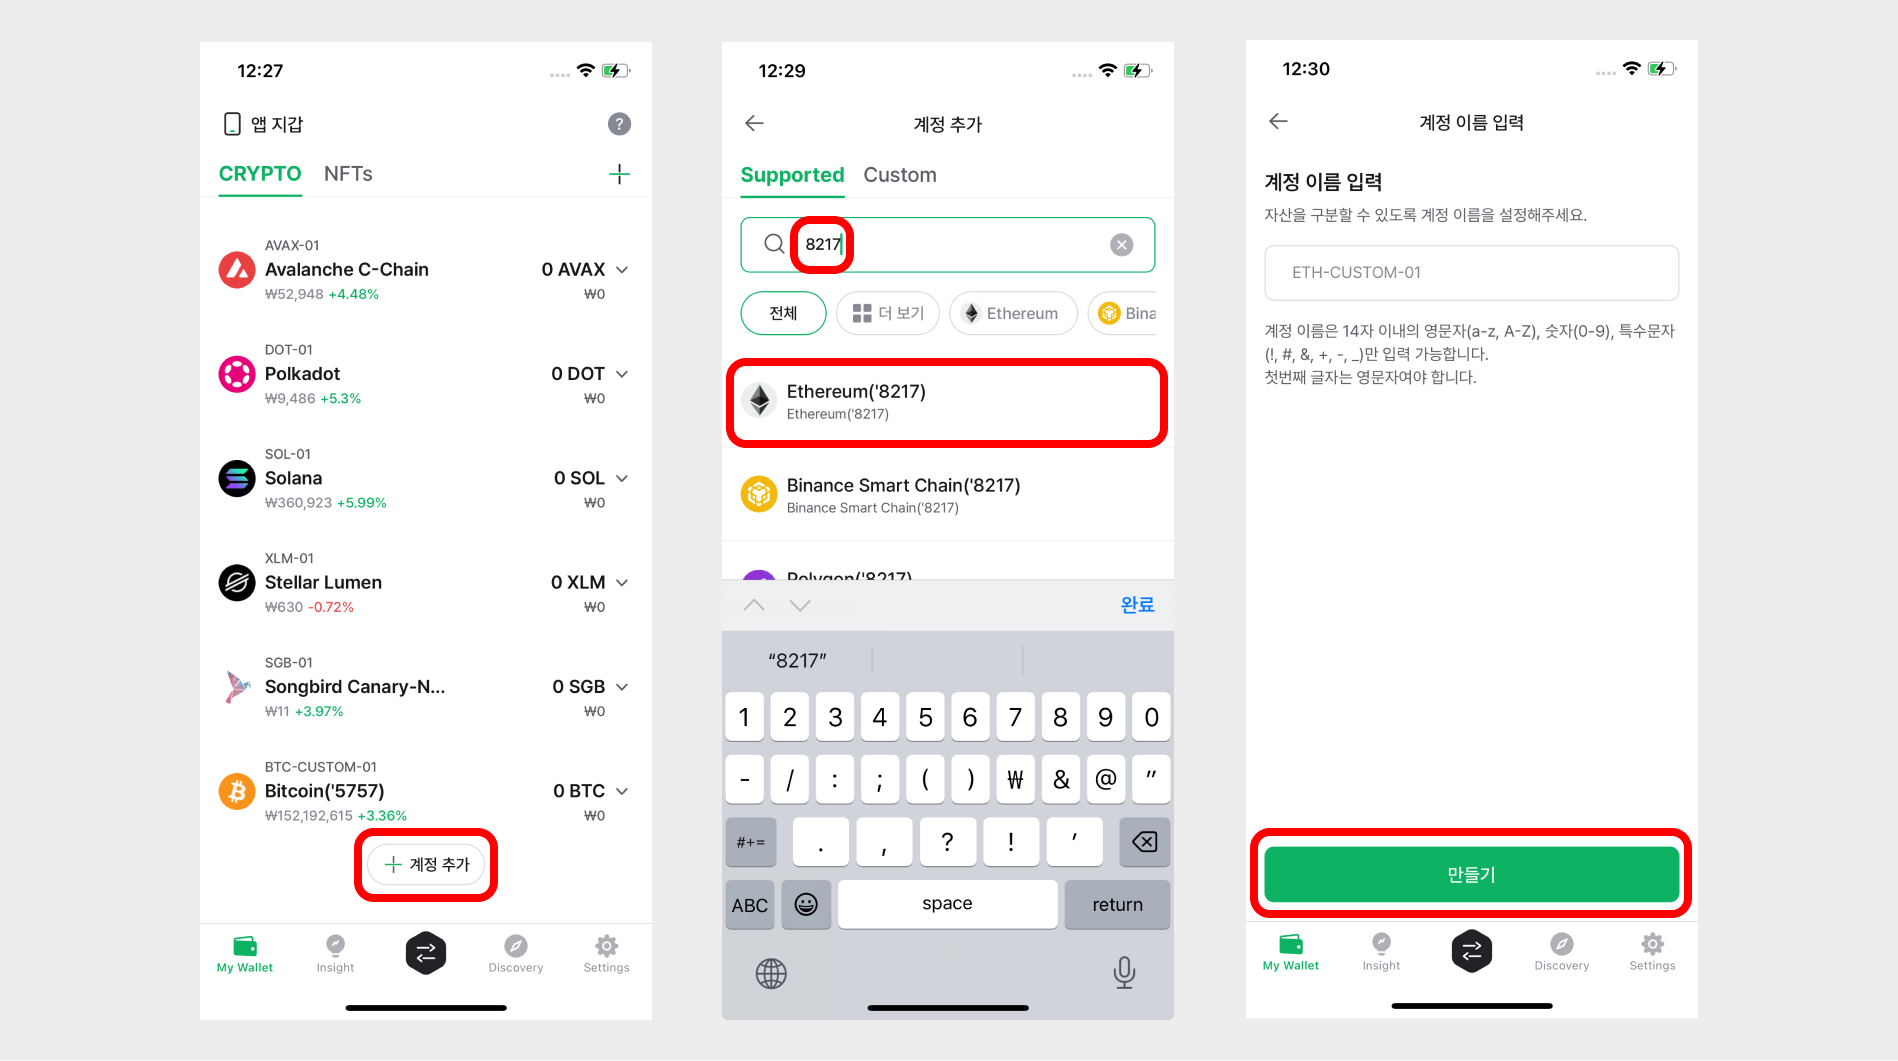 12:27
앱 지갑
?
CRYPTO NFTs
AVAX-01
Avalanche C-Chain 0 AVAX
₩52,948 +4.48% ₩0
DOT-01
Polkadot 0 DOT
₩9,486 +5.3% ₩0
SOL-01
Solana 0 SOL
₩360,923 +5.99% ₩0
XLM-01
Stellar Lumen 0 XLM
₩630 -0.72% ₩0
SGB-01
Songbird Canary-N... 0 SGB
₩11 +3.97% ₩0
BTC-CUSTOM-01
Bitcoin('5757) 0 BTC
₩152,192,615 +3.36% ₩0
계정 추가
My Wallet Insight Discovery Settings
12:29
계정 추가
Supported Custom
8217
전체 더 보기 Ethereum Bina
Ethereum('8217)
Ethereum('8217)
Binance Smart Chain('8217)
Binance Smart Chain('8217)
Polygon('8217)
완료
“8217”
1 2 3 4 5 6 7 8 9 0
- / : ; ( ) ₩ & @ "
#+= . , ? ! ′
ABC space return
12:30
계정 이름 입력
계정 이름 입력
자산을 구분할 수 있도록 계정 이름을 설정해주세요.
ETH-CUSTOM-01
계정 이름은 14자 이내의 영문자(a-z, A-Z), 숫자(0-9), 특수문자
(!, #, &, +, -, _)만 입력 가능합니다.
첫번째 글자는 영문자여야 합니다.
만들기
My Wallet Insight Discovery Settings